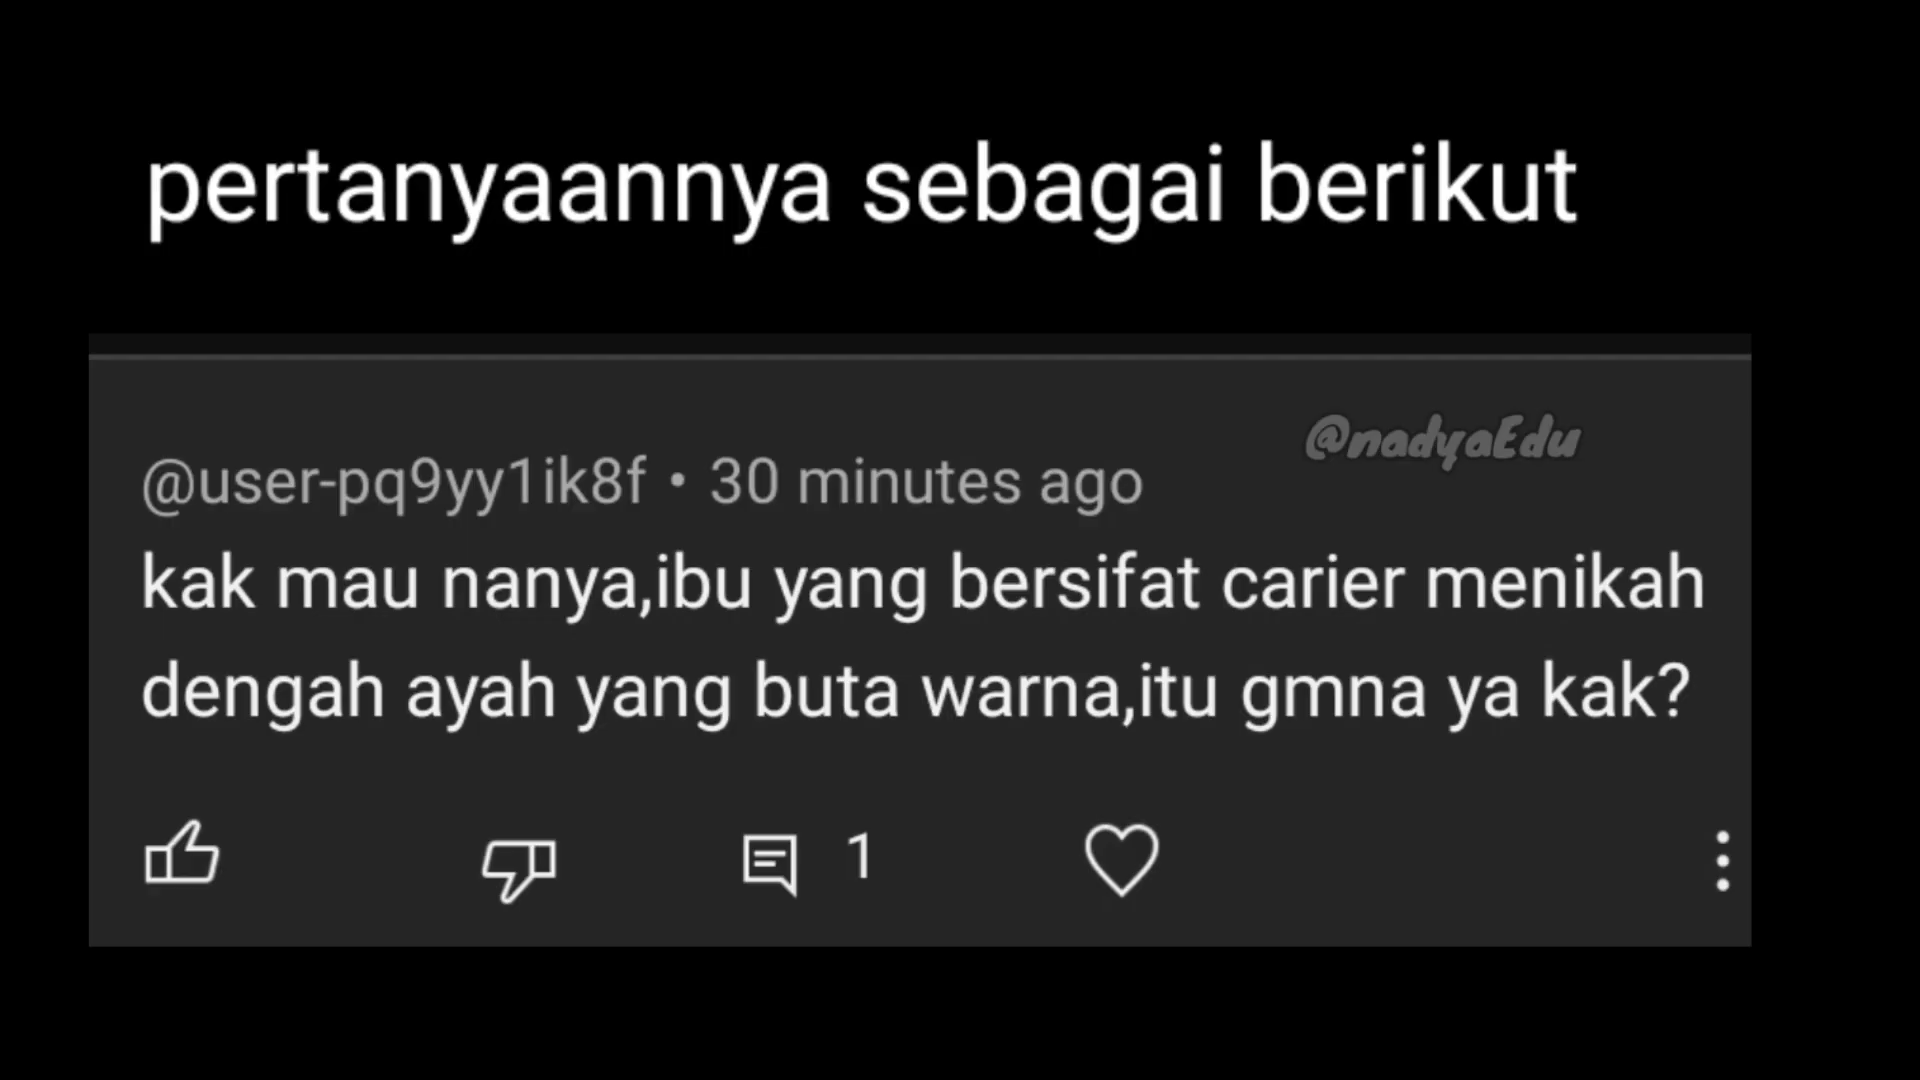 pertanyaannya sebagai berikut
@nadyaEdu
@user-pq9yy1ik8f • 30 minutes ago
kak mau nanya,ibu yang bersifat carier menikah
dengah ayah yang buta warna,itu gmna ya kak?
1